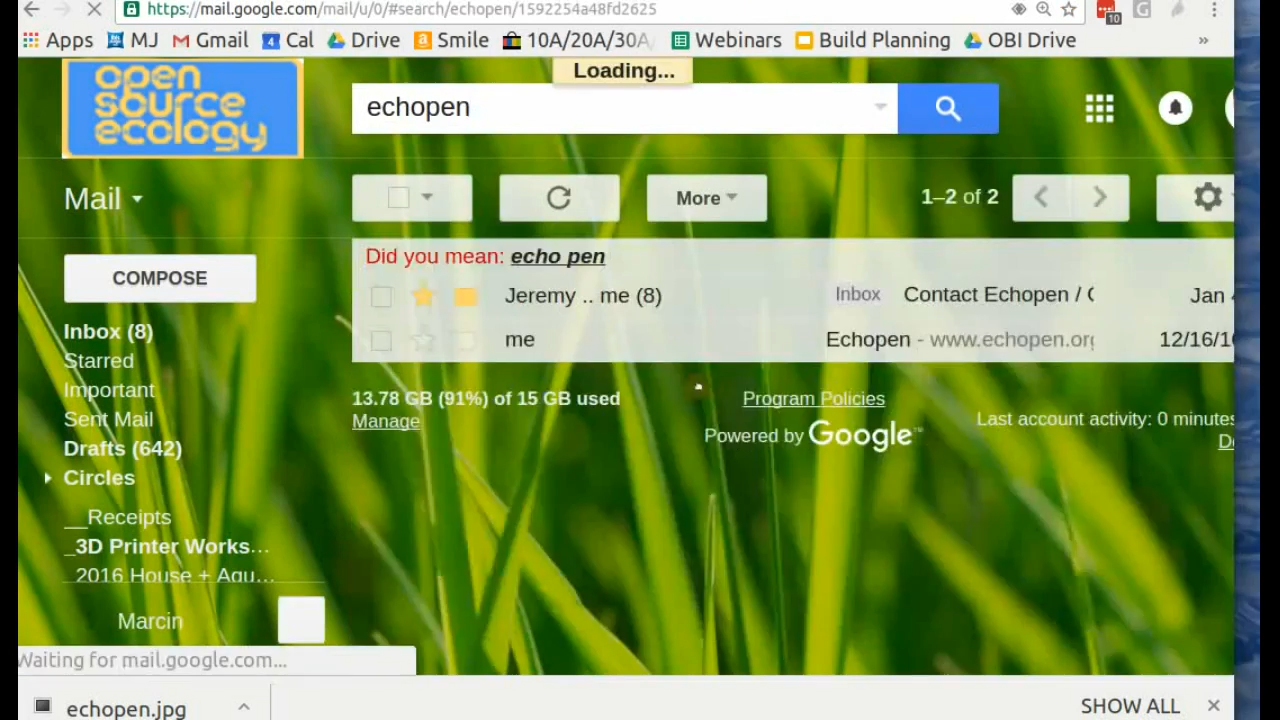 https://mail.google.com/mail/u/0/#search/echopen/1592254a48fd2625
10
Apps MJ Gmail 4 Cal Drive Smile 10A/20A/30A Webinars Build Planning OBI Drive »
Loading...
open
source
ecology
echopen
Mail
More
1–2 of 2
Did you mean: echo pen
COMPOSE
Jeremy .. me (8) Inbox Contact Echopen / Jan
me Echopen - www.echopen.org 12/16/1
Inbox (8)
Starred
Important
Sent Mail
Drafts (642)
Circles
__Receipts
_3D Printer Works…
_2016 House + Aqu…
13.78 GB (91%) of 15 GB used
Manage
Program Policies
Powered by Google™
Last account activity: 0 minutes
Marcin
Waiting for mail.google.com...
echopen.jpg
SHOW ALL